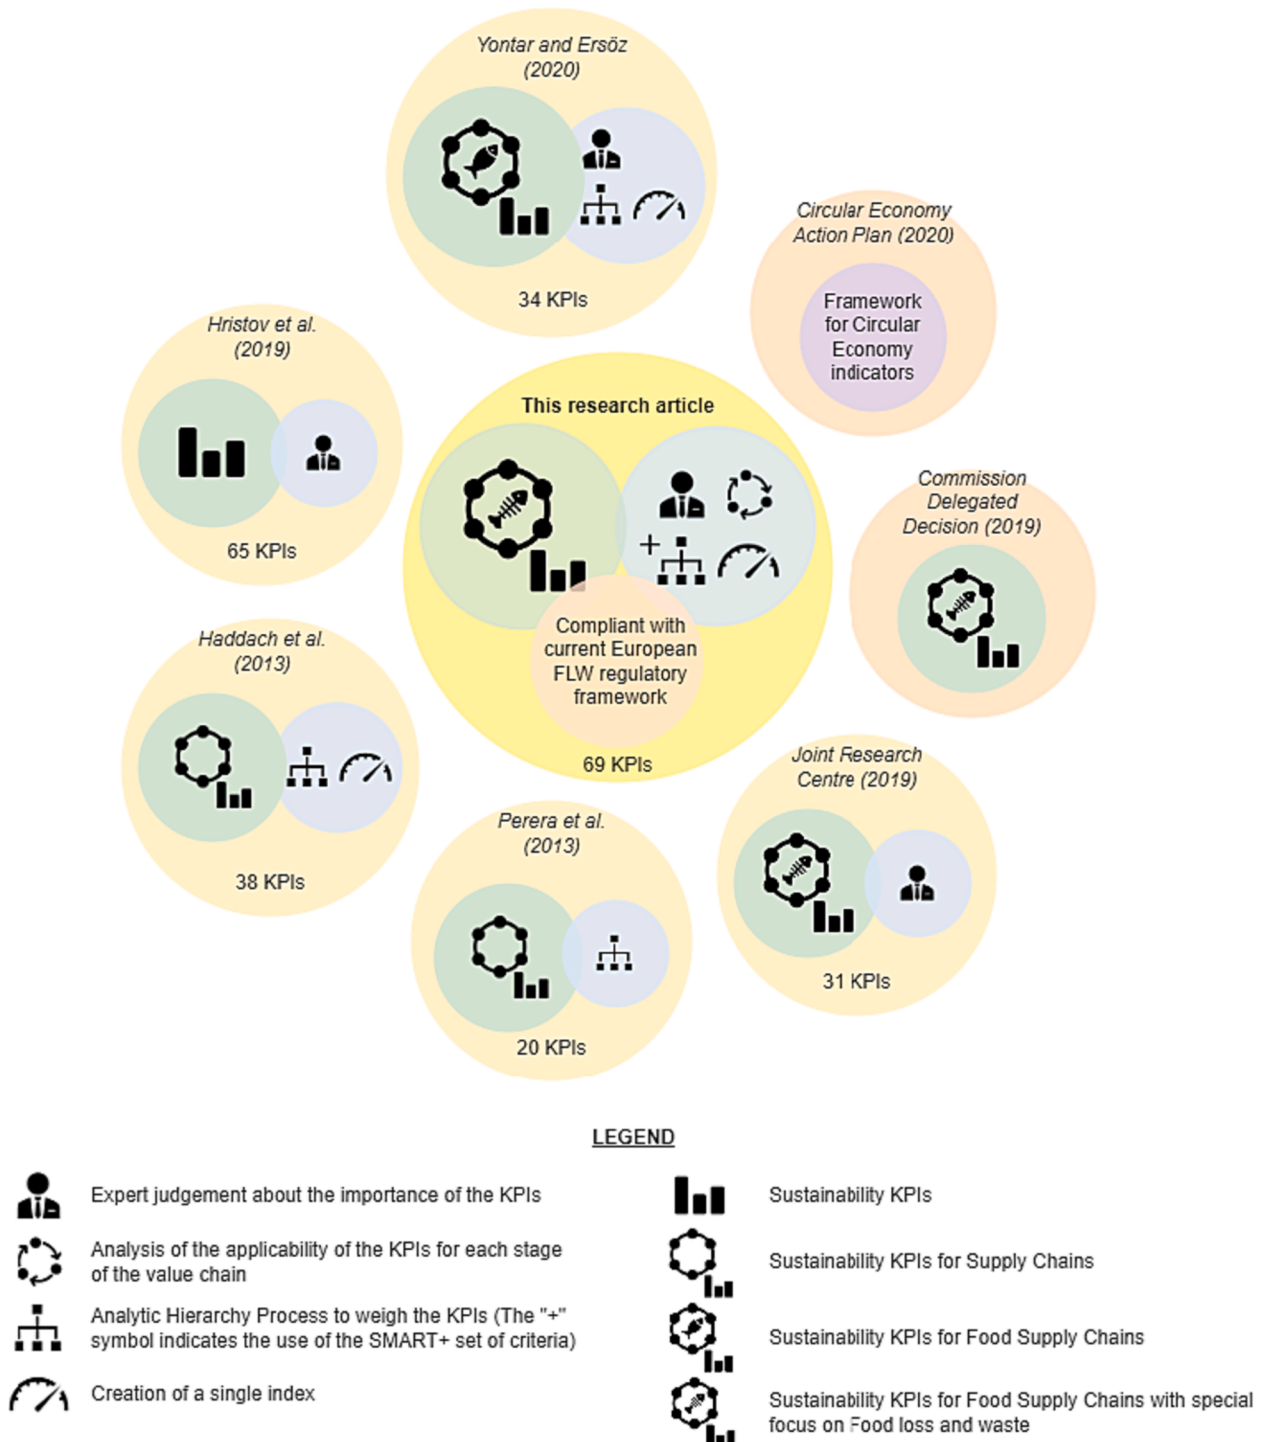 Yontar and Ersöz
(2020)
34 KPIs
Circular Economy
Action Plan (2020)
Framework
for Circular
Economy
indicators
Hristov et al.
(2019)
65 KPIs
This research article
+
Compliant with
current European
FLW regulatory
framework
69 KPIs
Commission
Delegated
Decision (2019)
Haddach et al.
(2013)
38 KPIs
Joint Research
Centre (2019)
31 KPIs
Perera et al.
(2013)
20 KPIs
LEGEND
Expert judgement about the importance of the KPIs
Analysis of the applicability of the KPIs for each stage
of the value chain
Analytic Hierarchy Process to weigh the KPIs (The "+"
symbol indicates the use of the SMART+ set of criteria)
Creation of a single index
Sustainability KPIs
Sustainability KPIs for Supply Chains
Sustainability KPIs for Food Supply Chains
Sustainability KPIs for Food Supply Chains with special
focus on Food loss and waste